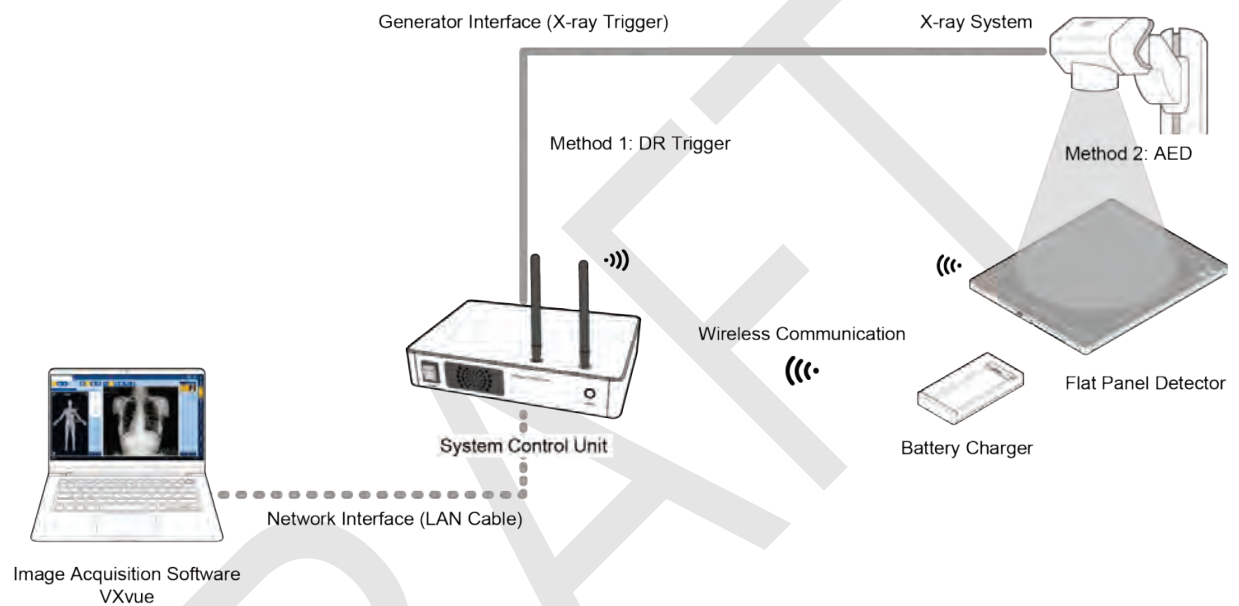 Generator Interface (X-ray Trigger)
X-ray System
Method 1: DR Trigger
Method 2: AED
Wireless Communication
Flat Panel Detector
System Control Unit
Battery Charger
Network Interface (LAN Cable)
Image Acquisition Software
VXvue
DRAFT